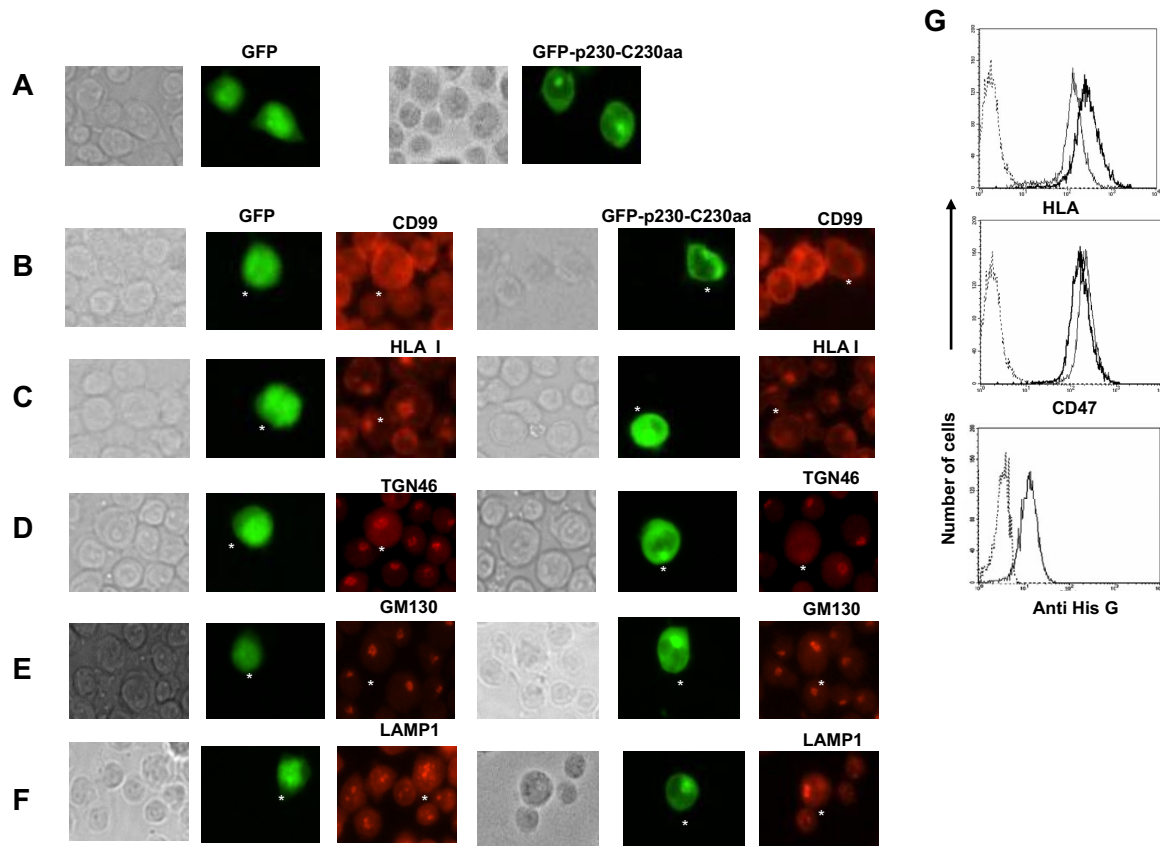 A
GFP
GFP-p230-C230aa
B
GFP
CD99
GFP-p230-C230aa
CD99
*
*
*
*
C
HLA I
HLA I
*
*
*
*
D
TGN46
TGN46
*
*
*
*
E
GM130
GM130
*
*
*
*
F
LAMP1
LAMP1
*
*
*
*
G
HLA
CD47
Anti His G
Number of cells